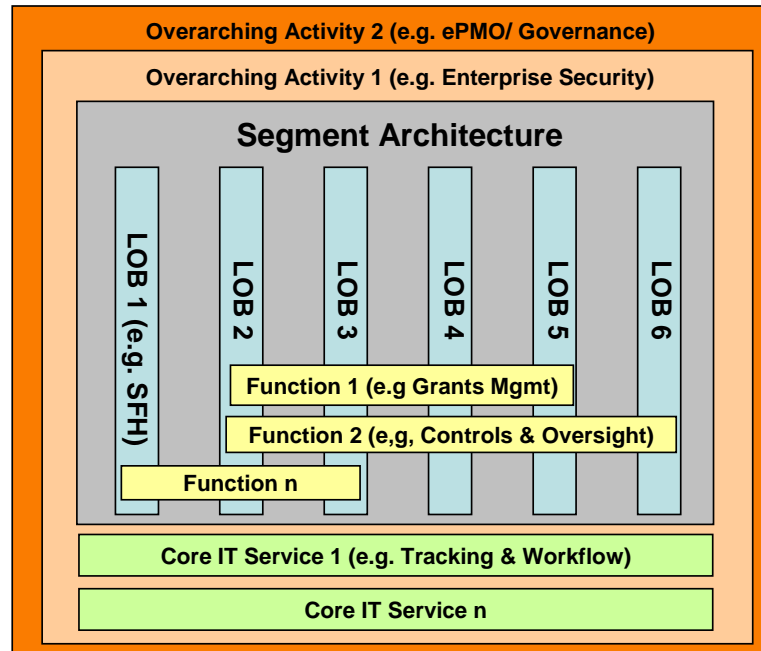 Overarching Activity 2 (e.g. ePMO/ Governance)
Overarching Activity 1 (e.g. Enterprise Security)
Segment Architecture
LOB 1 (e.g. SFH)
LOB 2
LOB 3
LOB 4
LOB 5
LOB 6
Function 1 (e.g Grants Mgmt)
Function 2 (e,g, Controls & Oversight)
Function n
Core IT Service 1 (e.g. Tracking & Workflow)
Core IT Service n